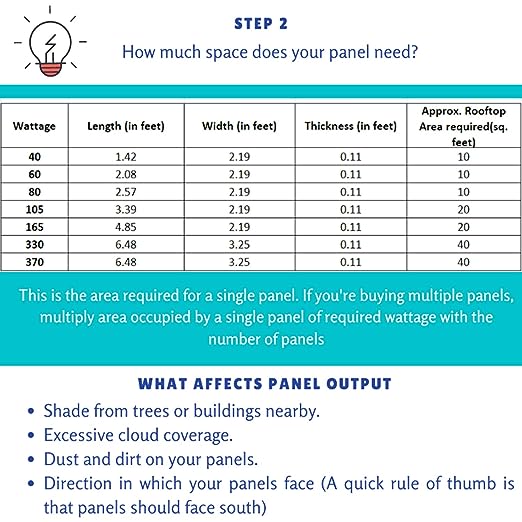 STEP 2
How much space does your panel need?
Wattage Length (in feet) Width (in feet) Thickness (in feet) Approx. Rooftop Area required(sq. feet)
40 1.42 2.19 0.11 10
60 2.08 2.19 0.11 10
80 2.57 2.19 0.11 10
105 3.39 2.19 0.11 20
165 4.85 2.19 0.11 20
330 6.48 3.25 0.11 40
370 6.48 3.25 0.11 40
This is the area required for a single panel. If you're buying multiple panels,
multiply area occupied by a single panel of required wattage with the
number of panels
WHAT AFFECTS PANEL OUTPUT
• Shade from trees or buildings nearby.
• Excessive cloud coverage.
• Dust and dirt on your panels.
• Direction in which your panels face (A quick rule of thumb is
that panels should face south)